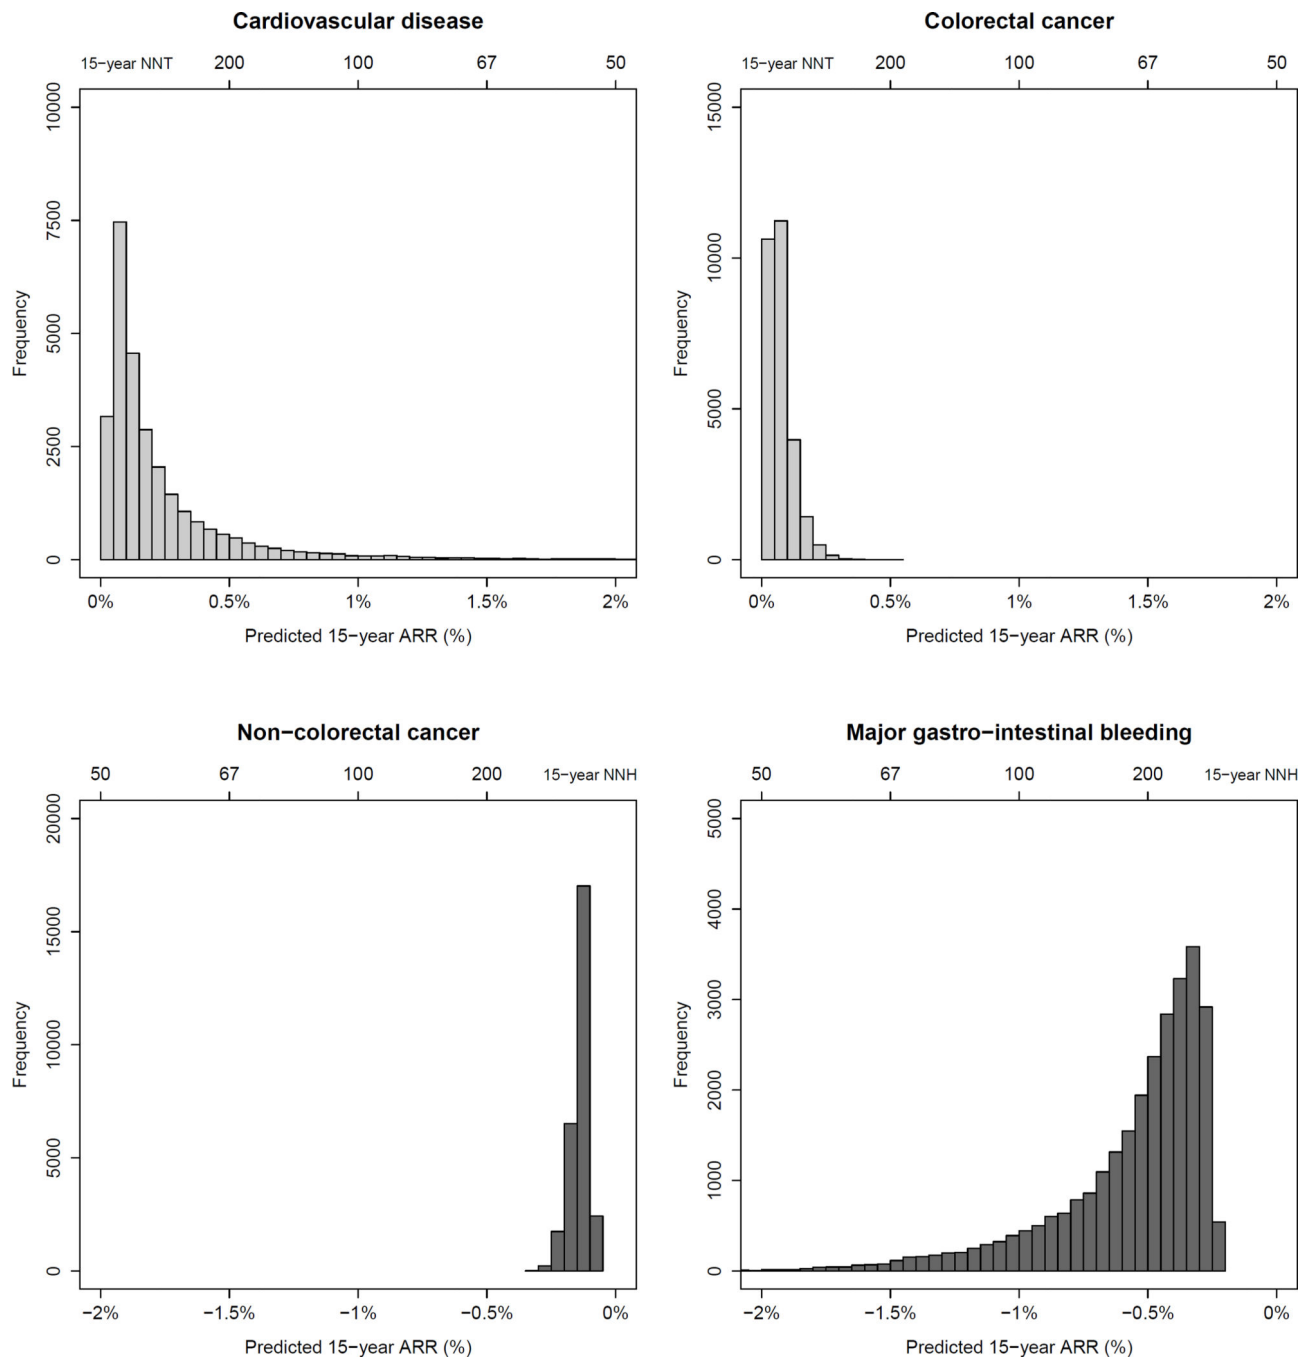 Cardiovascular disease
15−year NNT 200 100 67 50
10000
7500
5000
2500
0
Frequency
0% 0.5% 1% 1.5% 2%
Predicted 15−year ARR (%)
Colorectal cancer
15−year NNT 200 100 67 50
15000
10000
5000
0
Frequency
0% 0.5% 1% 1.5% 2%
Predicted 15−year ARR (%)
Non−colorectal cancer
50 67 100 200 15−year NNH
20000
15000
10000
5000
0
Frequency
−2% −1% −0.5% 0%
Predicted 15−year ARR (%)
Major gastro−intestinal bleeding
50 67 100 200 15−year NNH
5000
4000
3000
2000
1000
0
Frequency
−2% −1.5% −1% −0.5% 0%
Predicted 15−year ARR (%)